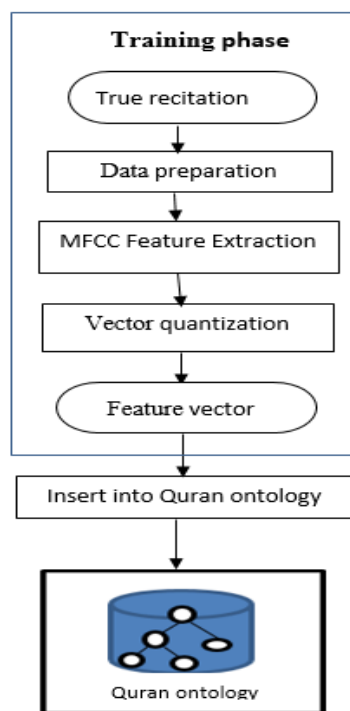 Training phase
True recitation
Data preparation
MFCC Feature Extraction
Vector quantization
Feature vector
Insert into Quran ontology
Quran ontology